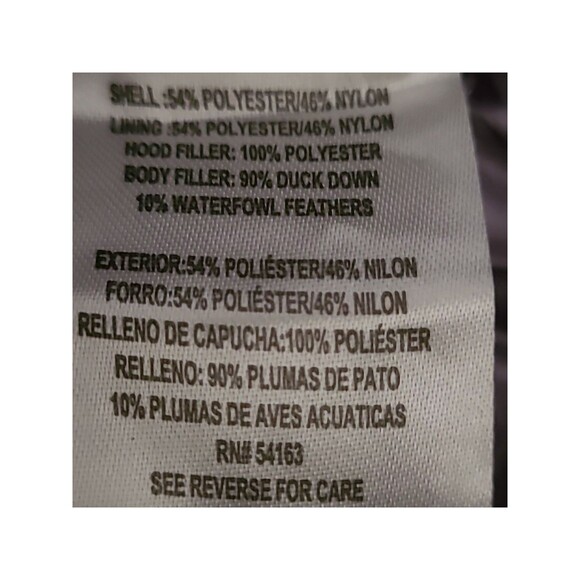 SHELL :54% POLYESTER/46% NYLON
LINING :54% POLYESTER/46% NYLON
HOOD FILLER: 100% POLYESTER
BODY FILLER: 90% DUCK DOWN
10% WATERFOWL FEATHERS
EXTERIOR:54% POLIÉSTER/46% NILON
FORRO:54% POLIÉSTER/46% NILON
RELLENO DE CAPUCHA:100% POLIÉSTER
RELLENO: 90% PLUMAS DE PATO
10% PLUMAS DE AVES ACUATICAS
RN# 54163
SEE REVERSE FOR CARE